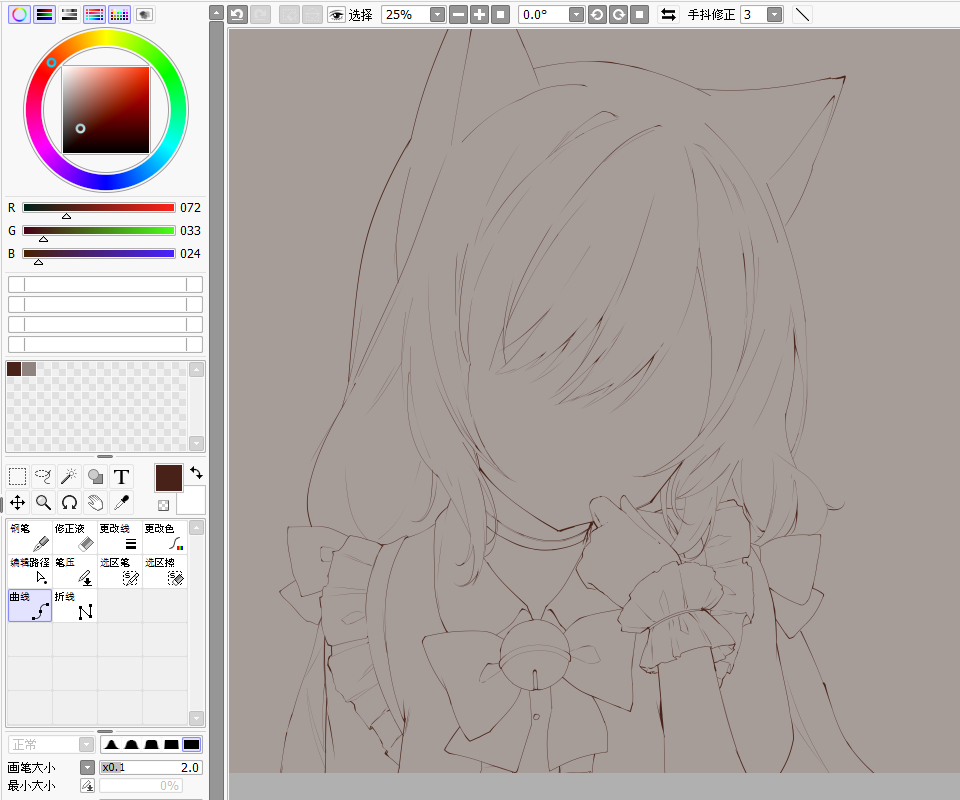 选择 25% 0.0° 手抖修正 3
R 072
G 033
B 024
T
钢笔 修正液 更改线 更改色
编辑路径 笔压 选区笔 选区擦
曲线 折线
正常
画笔大小 x0.1 2.0
最小大小 0%